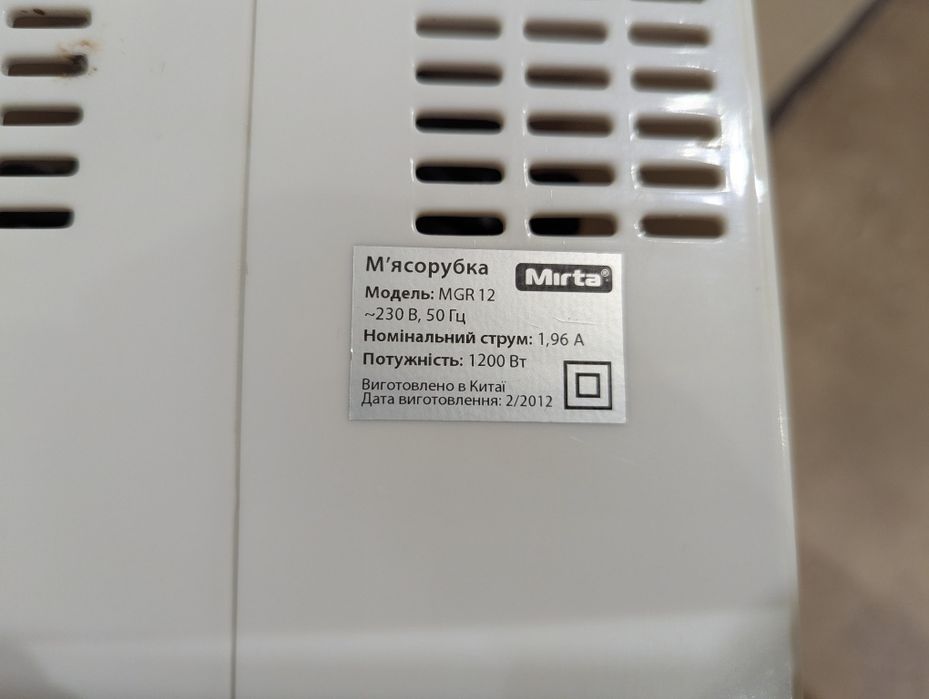 М’ясорубка
Mirta®
Модель: MGR 12
~230 В, 50 Гц
Номінальний струм: 1,96 А
Потужність: 1200 Вт
Виготовлено в Китаї
Дата виготовлення: 2/2012